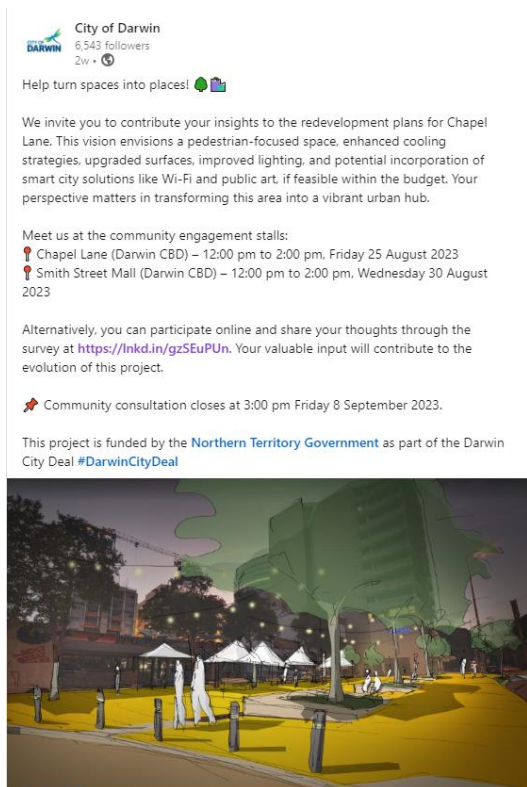 CITY OF
DARWIN
City of Darwin
6,543 followers
2w •
Help turn spaces into places!
We invite you to contribute your insights to the redevelopment plans for Chapel
Lane. This vision envisions a pedestrian-focused space, enhanced cooling
strategies, upgraded surfaces, improved lighting, and potential incorporation of
smart city solutions like Wi-Fi and public art, if feasible within the budget. Your
perspective matters in transforming this area into a vibrant urban hub.
Meet us at the community engagement stalls:
📍 Chapel Lane (Darwin CBD) – 12:00 pm to 2:00 pm, Friday 25 August 2023
📍 Smith Street Mall (Darwin CBD) – 12:00 pm to 2:00 pm, Wednesday 30 August
2023
Alternatively, you can participate online and share your thoughts through the
survey at https://lnkd.in/gzSEuPUn. Your valuable input will contribute to the
evolution of this project.
📌 Community consultation closes at 3:00 pm Friday 8 September 2023.
This project is funded by the Northern Territory Government as part of the Darwin
City Deal #DarwinCityDeal